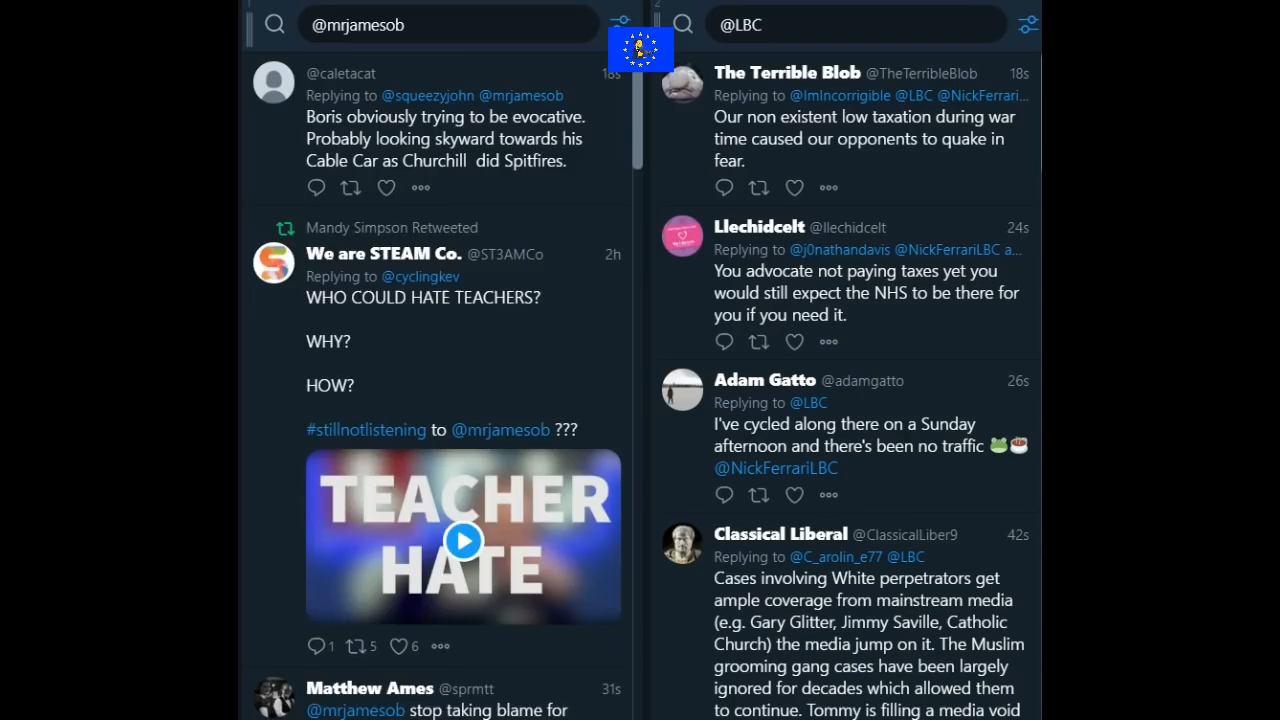 1
@mrjamesob
@caletacat
18s
Replying to @squeezyjohn @mrjamesob
Boris obviously trying to be evocative.
Probably looking skyward towards his
Cable Car as Churchill did Spitfires.
Mandy Simpson Retweeted
We are STEAM Co. @ST3AMCo 2h
Replying to @cyclingkev
WHO COULD HATE TEACHERS?
WHY?
HOW?
#stillnotlistening to @mrjamesob ???
TEACHER
HATE
1 5 6
Matthew Ames @sprmtt 31s
@mrjamesob stop taking blame for
2
@LBC
The Terrible Blob @TheTerribleBlob 18s
Replying to @ImIncorrigible @LBC @NickFerrari...
Our non existent low taxation during war
time caused our opponents to quake in
fear.
Llechidcelt @llechidcelt 24s
Replying to @j0nathandavis @NickFerrariLBC a...
You advocate not paying taxes yet you
would still expect the NHS to be there for
you if you need it.
Adam Gatto @adamgatto 26s
Replying to @LBC
I've cycled along there on a Sunday
afternoon and there's been no traffic 🐸☕
@NickFerrariLBC
Classical Liberal @ClassicalLiber9 42s
Replying to @C_arolin_e77 @LBC
Cases involving White perpetrators get
ample coverage from mainstream media
(e.g. Gary Glitter, Jimmy Saville, Catholic
Church) the media jump on it. The Muslim
grooming gang cases have been largely
ignored for decades which allowed them
to continue. Tommy is filling a media void